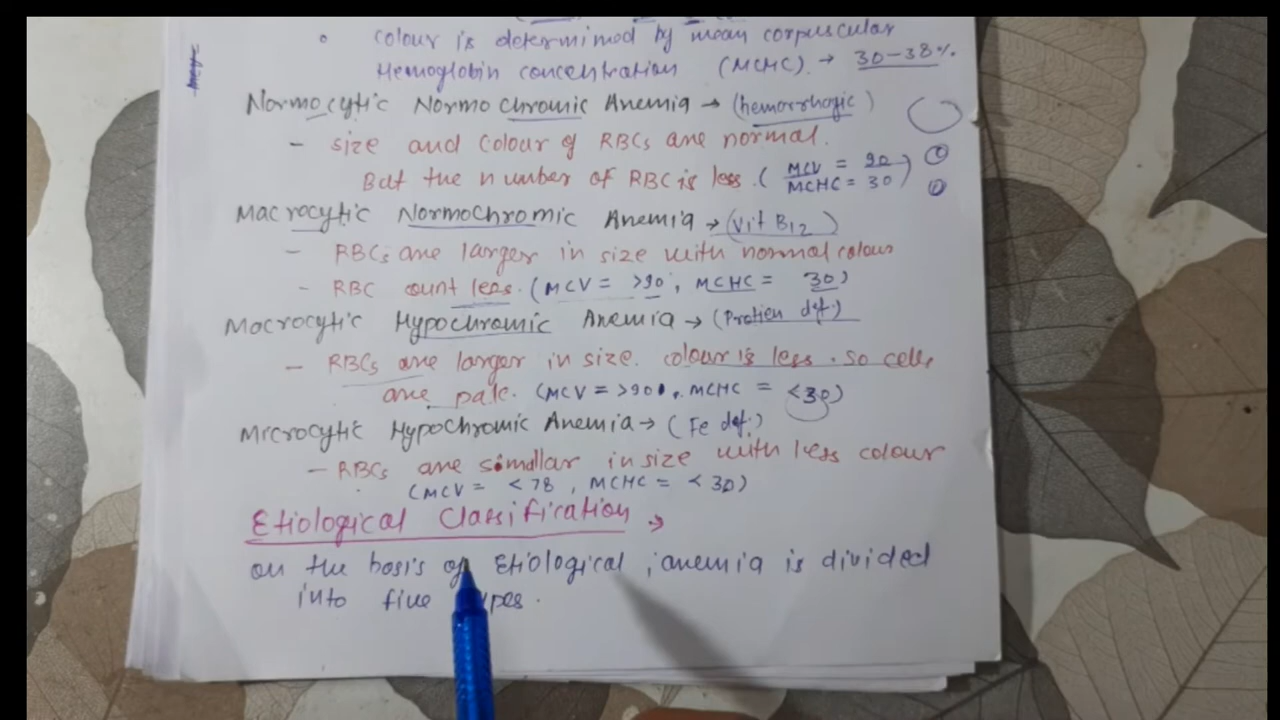 • colour is determimed by mean corpuscular
Hemoglobin concentration (MCHC) → 30-38%
Normocytic Normo chromic Anemia → (hemorrhagic)
- size and colour of RBCs are normal.
But the number of RBC is less. (MCV = 90
MCHC = 30)
Macrocytic NormoChromic Anemia → (Vit B12)
- RBCs are larger in size with normal colour
- RBC count less. (MCV = >90, MCHC = 30)
Macrocytic Hypochromic Anemia → (Protien def.)
- RBCs are larger in size. colour is less. so cells
are pale. (MCV = >90, MCHC = <30)
Microcytic HypoChromic Anemia → (Fe def.)
- RBCs are similar in size with less colour
(MCV = <78, MCHC = <30)
Etiological Classification →
on the basis of Etiological, anemia is divided
into five